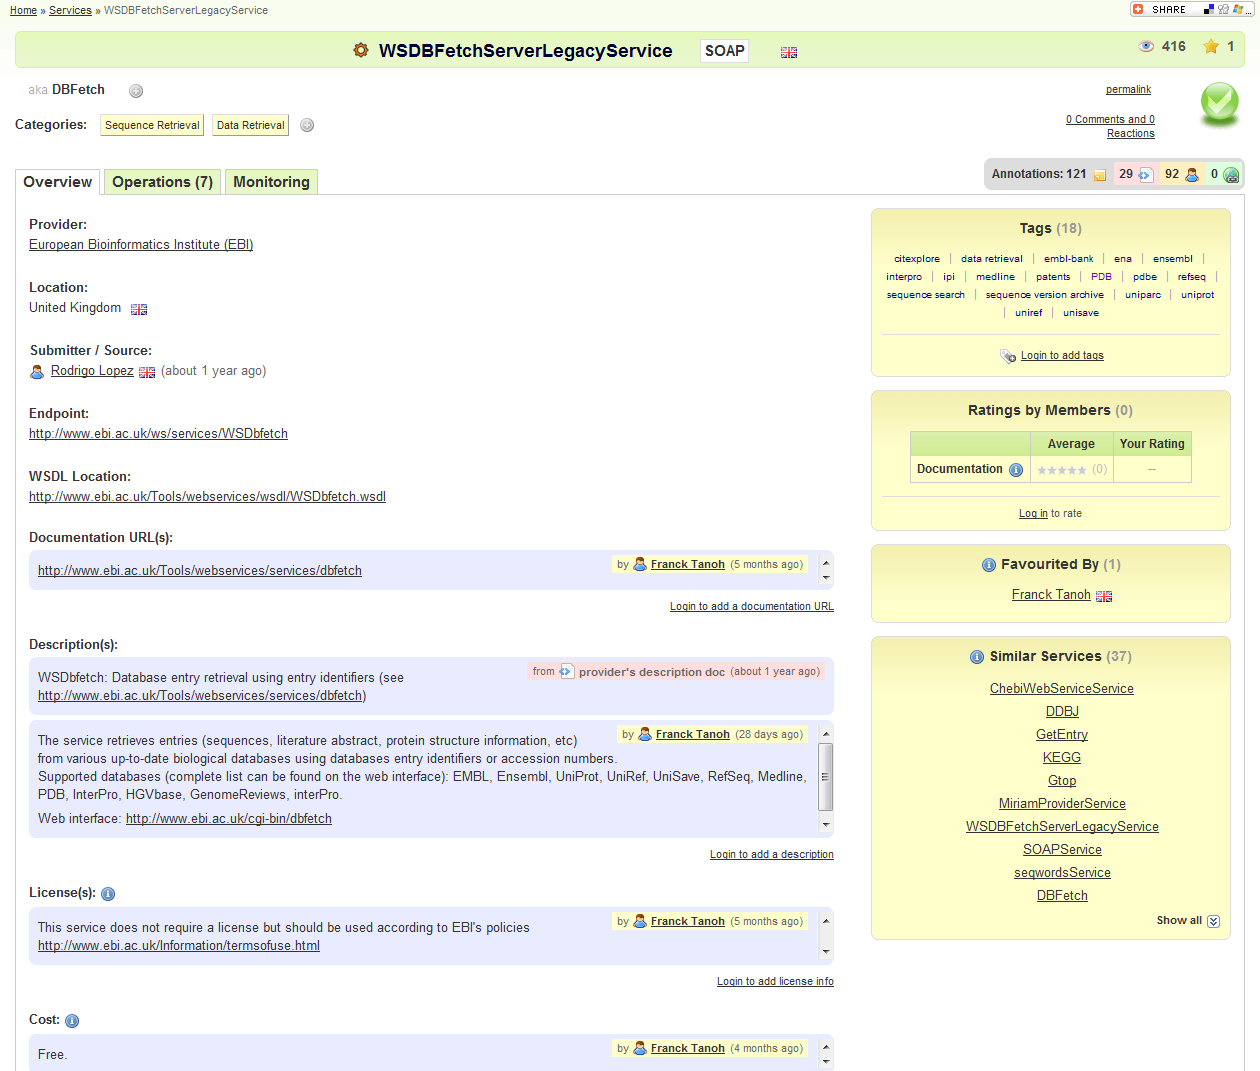 Home » Services » WSDBFetchServerLegacyService
SHARE
WSDBFetchServerLegacyService SOAP
416 1
aka DBFetch
permalink
Categories: Sequence Retrieval Data Retrieval
0 Comments and 0
Reactions
Overview Operations (7) Monitoring
Annotations: 121 29 92 0
Provider:
European Bioinformatics Institute (EBI)
Location:
United Kingdom
Submitter / Source:
Rodrigo Lopez (about 1 year ago)
Endpoint:
http://www.ebi.ac.uk/ws/services/WSDbfetch
WSDL Location:
http://www.ebi.ac.uk/Tools/webservices/wsdl/WSDbfetch.wsdl
Documentation URL(s):
http://www.ebi.ac.uk/Tools/webservices/services/dbfetch
by Franck Tanoh (5 months ago)
Login to add a documentation URL
Description(s):
from provider's description doc (about 1 year ago)
WSDbfetch: Database entry retrieval using entry identifiers (see
http://www.ebi.ac.uk/Tools/webservices/services/dbfetch)
by Franck Tanoh (28 days ago)
The service retrieves entries (sequences, literature abstract, protein structure information, etc)
from various up-to-date biological databases using databases entry identifiers or accession numbers.
Supported databases (complete list can be found on the web interface): EMBL, Ensembl, UniProt, UniRef, UniSave, RefSeq, Medline,
PDB, InterPro, HGVbase, GenomeReviews, interPro.
Web interface: http://www.ebi.ac.uk/cgi-bin/dbfetch
Login to add a description
License(s):
by Franck Tanoh (5 months ago)
This service does not require a license but should be used according to EBI's policies
http://www.ebi.ac.uk/Information/termsofuse.html
Login to add license info
Cost:
Free.
by Franck Tanoh (4 months ago)
Tags (18)
citexplore | data retrieval | embl-bank | ena | ensembl |
interpro | ipi | medline | patents | PDB | pdbe | refseq |
sequence search | sequence version archive | uniparc | uniprot
| uniref | unisave
Login to add tags
Ratings by Members (0)
Average Your Rating
Documentation (0) --
Log in to rate
Favourited By (1)
Franck Tanoh
Similar Services (37)
ChebiWebServiceService
DDBJ
GetEntry
KEGG
Gtop
MiriamProviderService
WSDBFetchServerLegacyService
SOAPService
seqwordsService
DBFetch
Show all